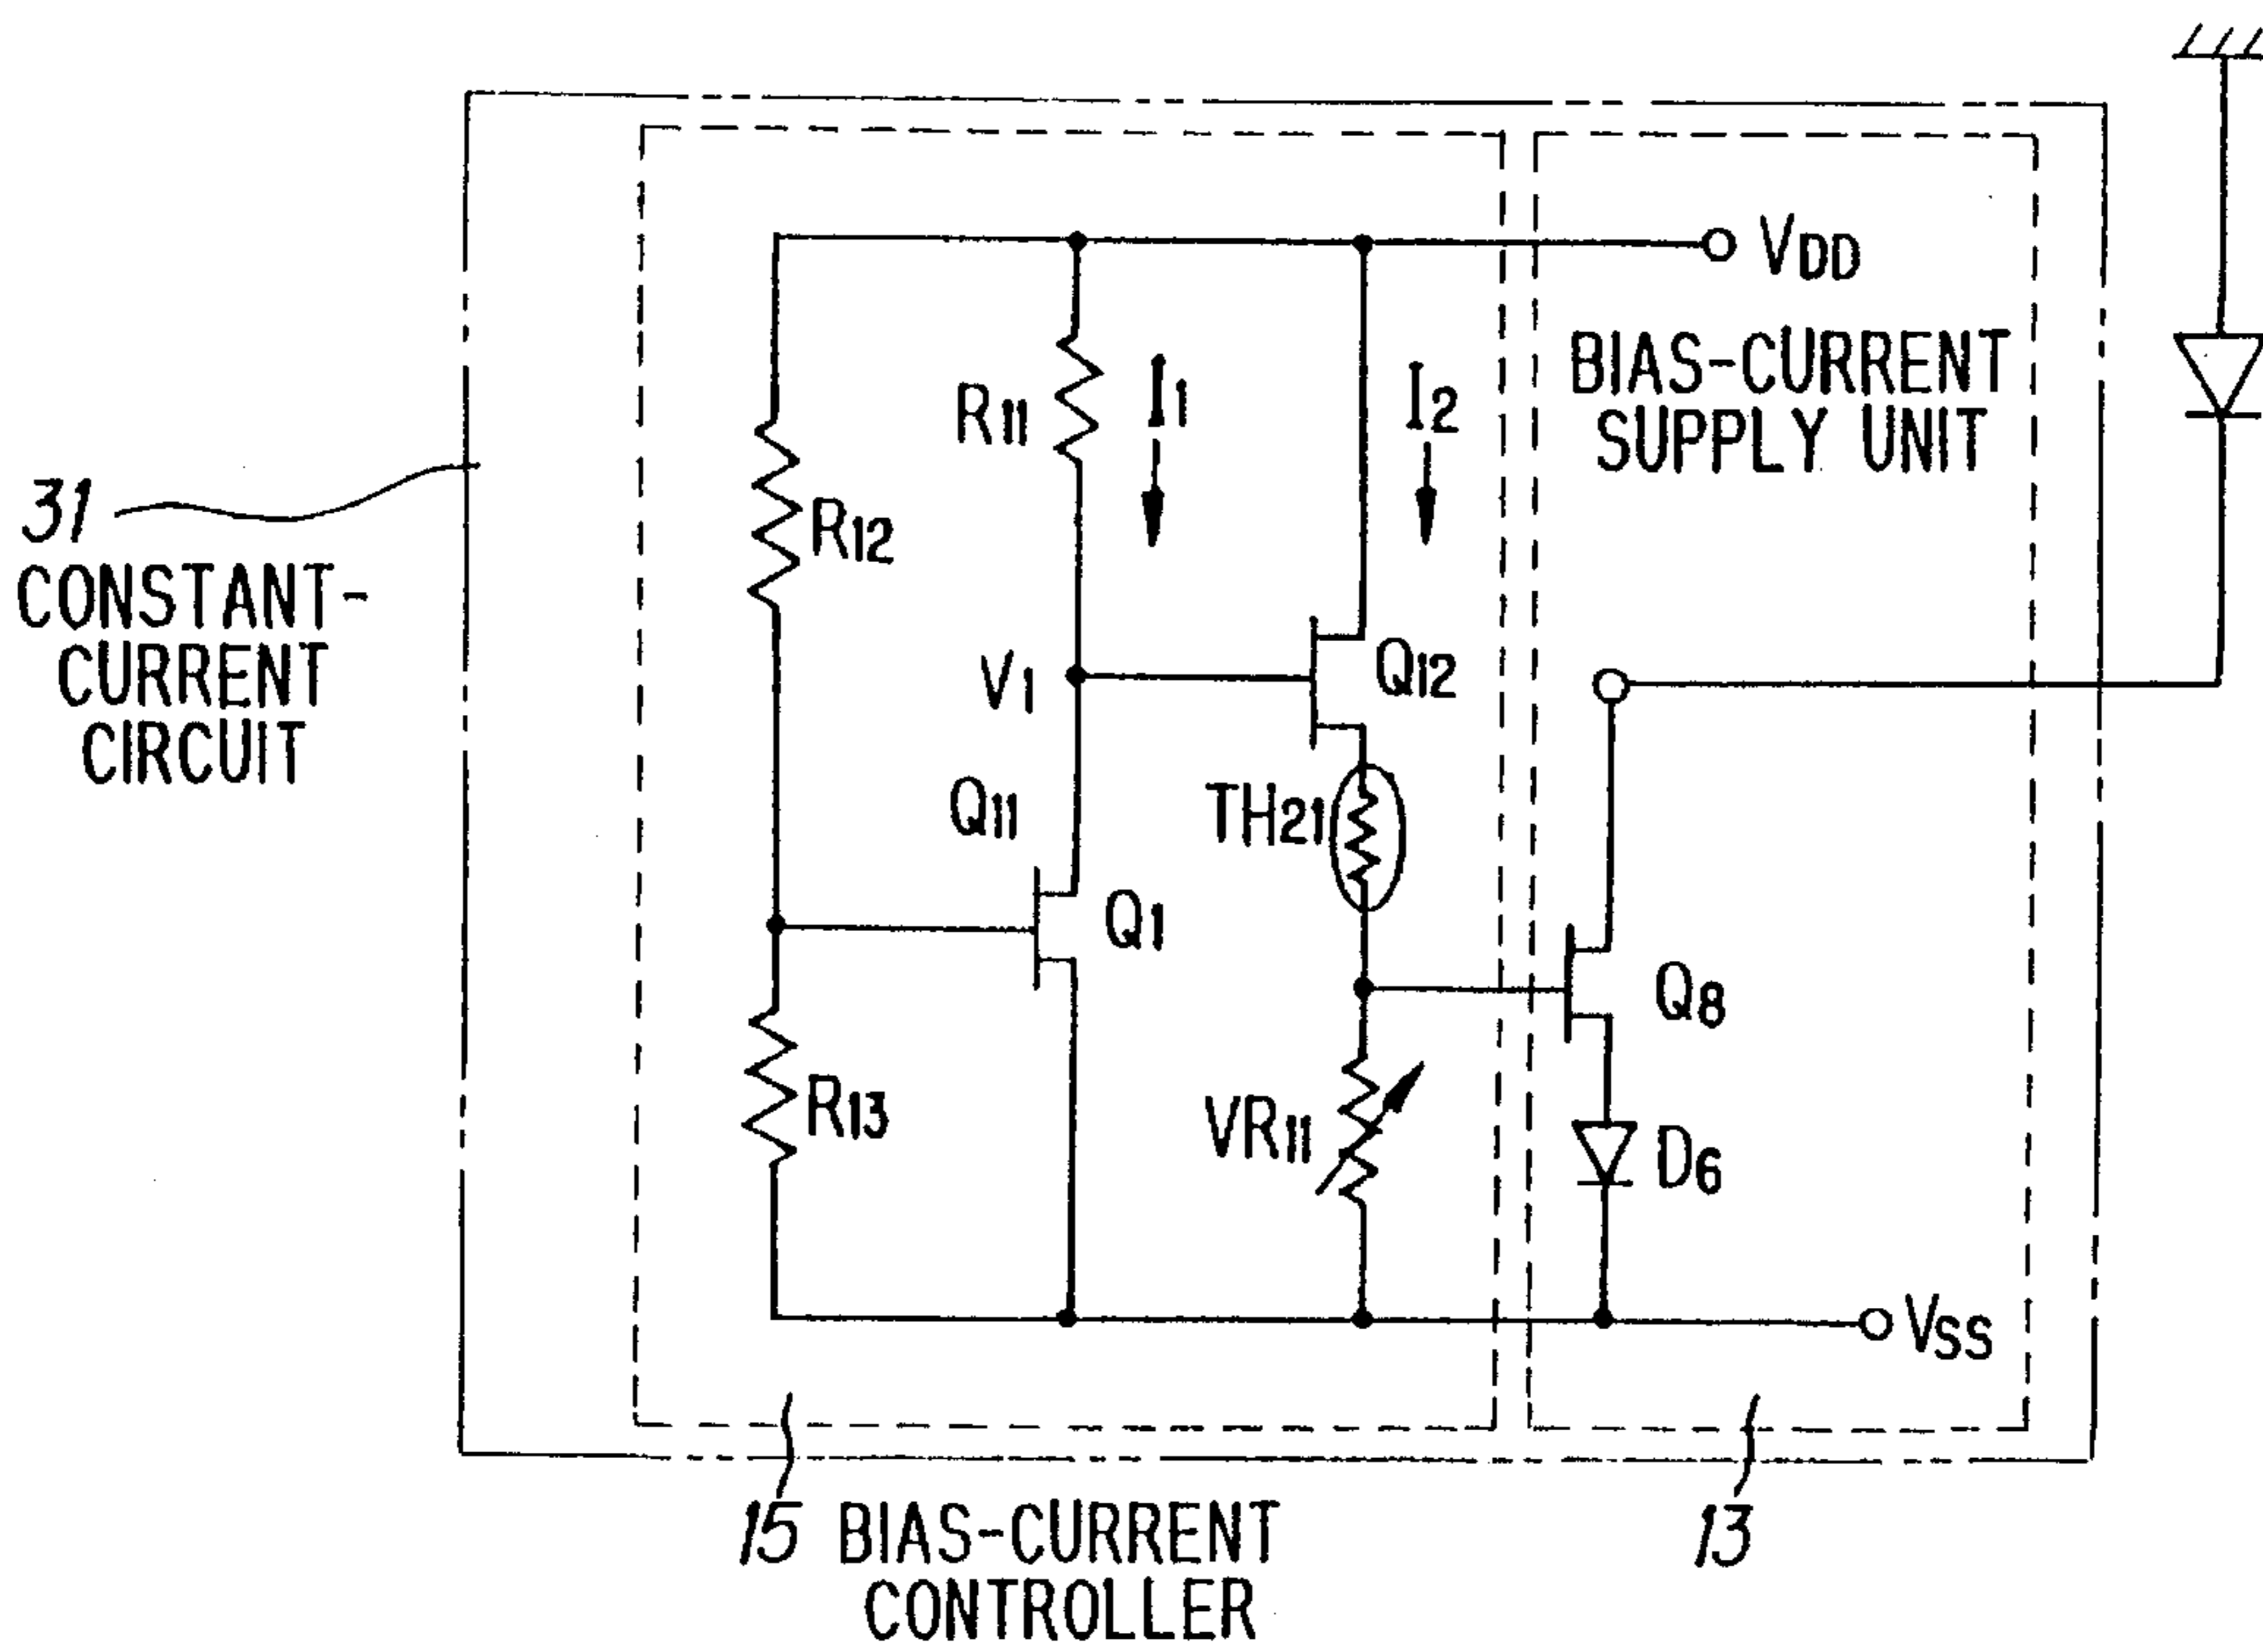 VDD
BIAS-CURRENT
SUPPLY UNIT
R11
I1
I2
31
CONSTANT-
CURRENT
CIRCUIT
R12
V1
Q12
Q11
TH21
Q1
Q8
R13
VR11
D6
VSS
15 BIAS-CURRENT
CONTROLLER
13